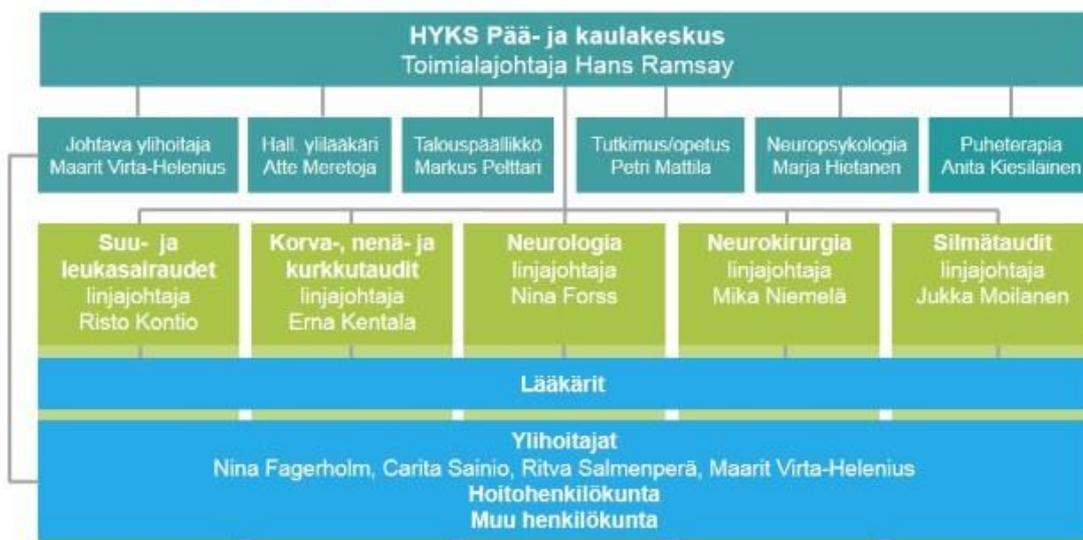 HYKS Pää- ja kaulakeskus
Toimialajohtaja Hans Ramsay
Johtava ylihoitaja
Maarit Virta-Helenius
Hall. ylilääkäri
Atte Meretoja
Talouspäällikkö
Markus Pelttari
Tutkimus/opetus
Petri Mattila
Neuropsykologia
Marja Hietanen
Puheterapia
Anita Kiesiläinen
Suu- ja
leukasairaudet
linjajohtaja
Risto Kontio
Korva-, nenä- ja
kurkkutaudit
linjajohtaja
Erna Kentala
Neurologia
linjajohtaja
Nina Forss
Neurokirurgia
linjajohtaja
Mika Niemelä
Silmätaudit
linjajohtaja
Jukka Moilanen
Lääkärit
Ylihoitajat
Nina Fagerholm, Carita Sainio, Ritva Salmenperä, Maarit Virta-Helenius
Hoitohenkilökunta
Muu henkilökunta